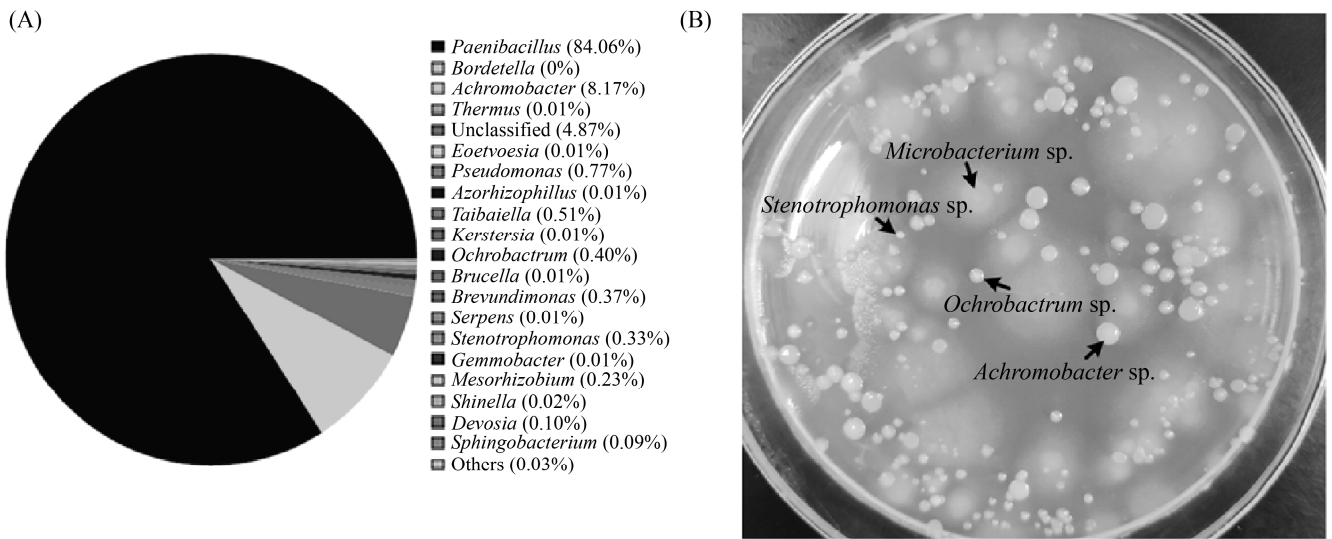 (A)
Paenibacillus (84.06%)
Bordetella (0%)
Achromobacter (8.17%)
Thermus (0.01%)
Unclassified (4.87%)
Eoetvoesia (0.01%)
Pseudomonas (0.77%)
Azorhizophillus (0.01%)
Taibaiella (0.51%)
Kerstersia (0.01%)
Ochrobactrum (0.40%)
Brucella (0.01%)
Brevundimonas (0.37%)
Serpens (0.01%)
Stenotrophomonas (0.33%)
Gemmobacter (0.01%)
Mesorhizobium (0.23%)
Shinella (0.02%)
Devosia (0.10%)
Sphingobacterium (0.09%)
Others (0.03%)
(B)
Microbacterium sp.
Stenotrophomonas sp.
Ochrobactrum sp.
Achromobacter sp.